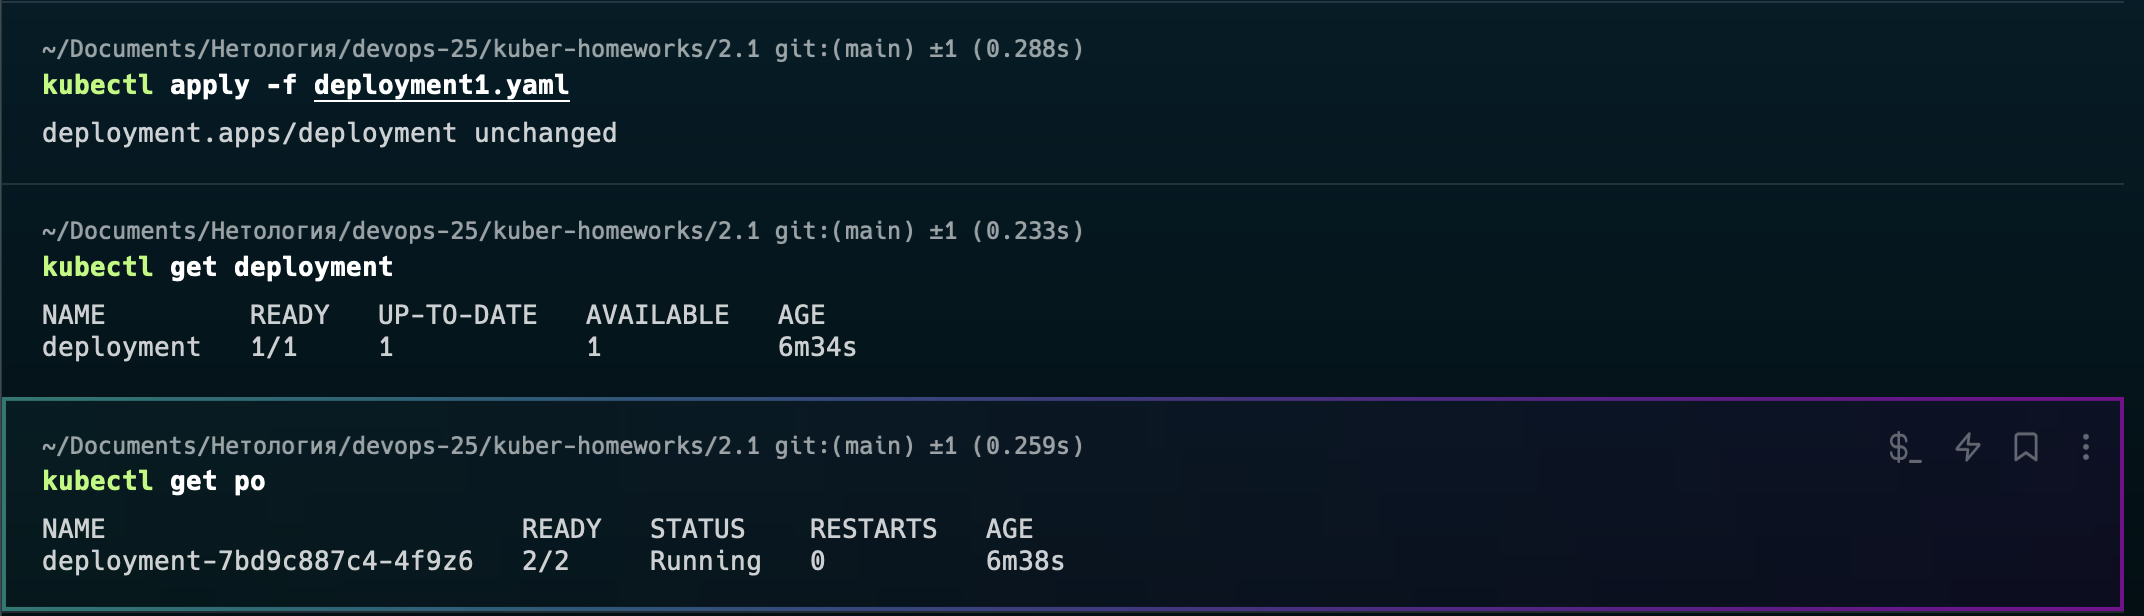 ~/Documents/Нетология/devops-25/kuber-homeworks/2.1 git:(main) ±1 (0.288s)
kubectl apply -f deployment1.yaml
deployment.apps/deployment unchanged
~/Documents/Нетология/devops-25/kuber-homeworks/2.1 git:(main) ±1 (0.233s)
kubectl get deployment
NAME         READY   UP-TO-DATE   AVAILABLE   AGE
deployment   1/1     1            1           6m34s
~/Documents/Нетология/devops-25/kuber-homeworks/2.1 git:(main) ±1 (0.259s)
$_
kubectl get po
NAME                          READY   STATUS    RESTARTS   AGE
deployment-7bd9c887c4-4f9z6   2/2     Running   0          6m38s